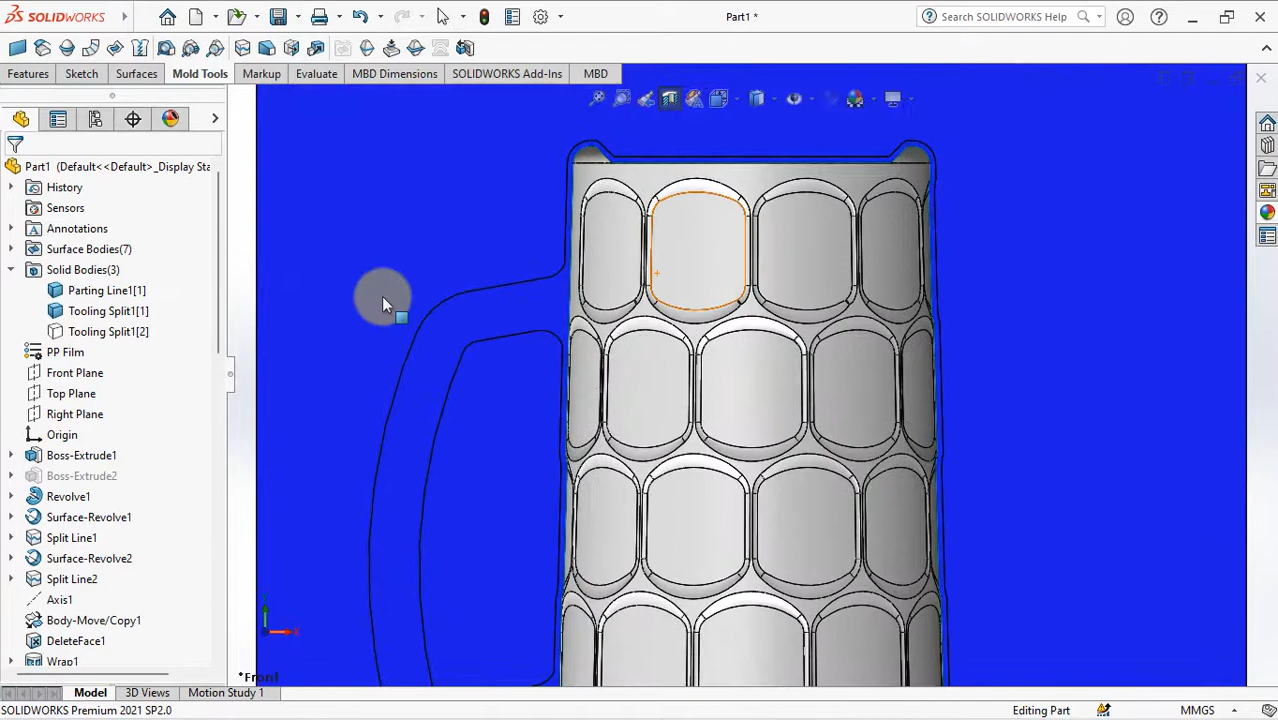 SOLIDWORKS
Part1 *
Search SOLIDWORKS Help
Features
Sketch
Surfaces
Mold Tools
Markup
Evaluate
MBD Dimensions
SOLIDWORKS Add-Ins
MBD
Part1 (Default<<Default>_Display Sta
History
Sensors
Annotations
Surface Bodies(7)
Solid Bodies(3)
Parting Line1[1]
Tooling Split1[1]
Tooling Split1[2]
PP Film
Front Plane
Top Plane
Right Plane
Origin
Boss-Extrude1
Boss-Extrude2
Revolve1
Surface-Revolve1
Split Line1
Surface-Revolve2
Split Line2
Axis1
Body-Move/Copy1
DeleteFace1
Wrap1
*Front
Model
3D Views
Motion Study 1
SOLIDWORKS Premium 2021 SP2.0
Editing Part
MMGS